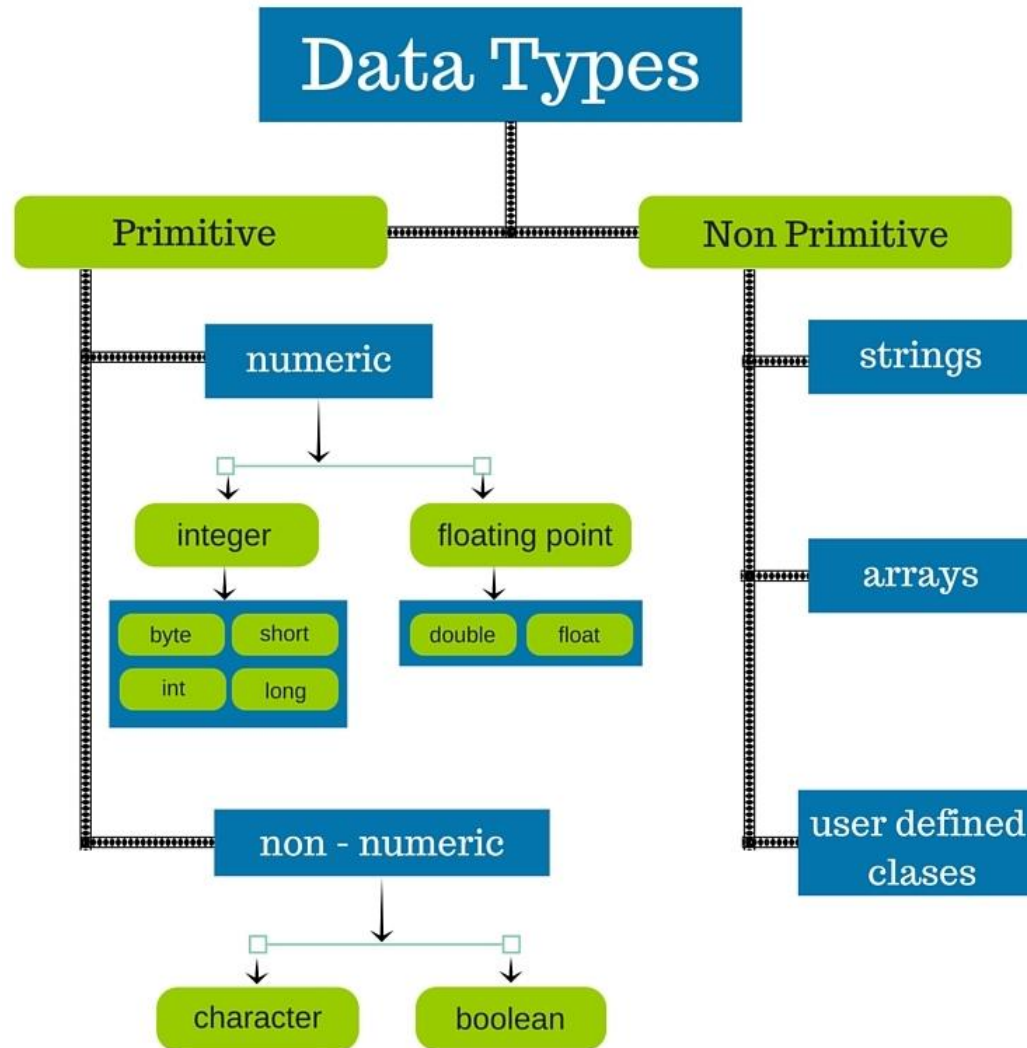 Data Types
Primitive
Non Primitive
numeric
strings
integer
floating point
arrays
byte
short
double
float
int
long
non - numeric
user defined
clases
character
boolean